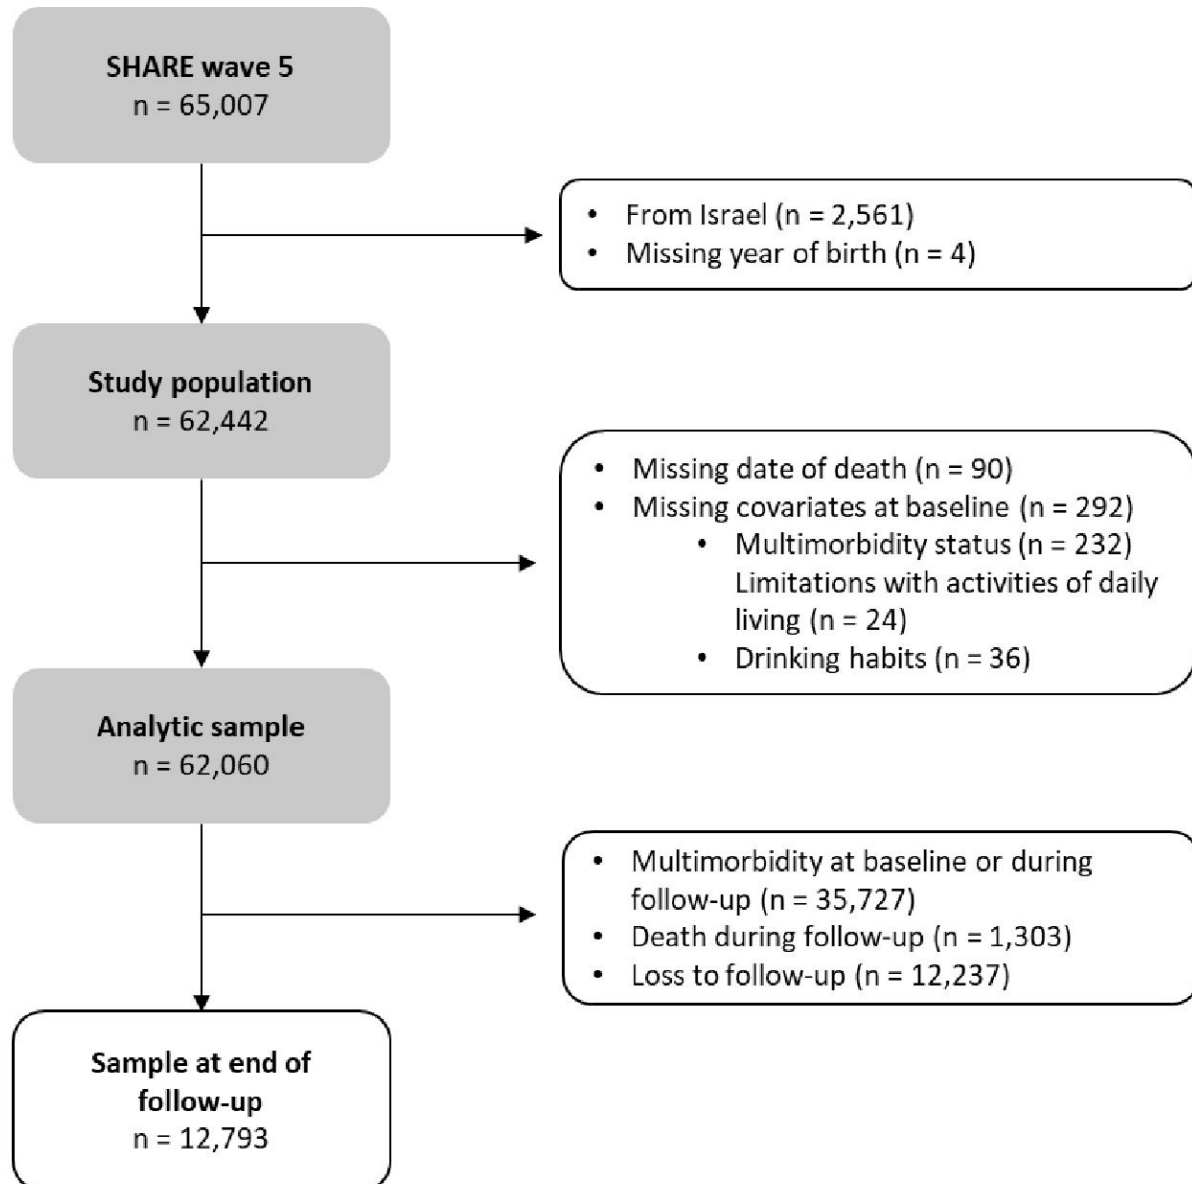 SHARE wave 5
n = 65,007
• From Israel (n = 2,561)
• Missing year of birth (n = 4)
Study population
n = 62,442
• Missing date of death (n = 90)
• Missing covariates at baseline (n = 292)
• Multimorbidity status (n = 232)
Limitations with activities of daily
living (n = 24)
• Drinking habits (n = 36)
Analytic sample
n = 62,060
• Multimorbidity at baseline or during
follow-up (n = 35,727)
• Death during follow-up (n = 1,303)
• Loss to follow-up (n = 12,237)
Sample at end of
follow-up
n = 12,793